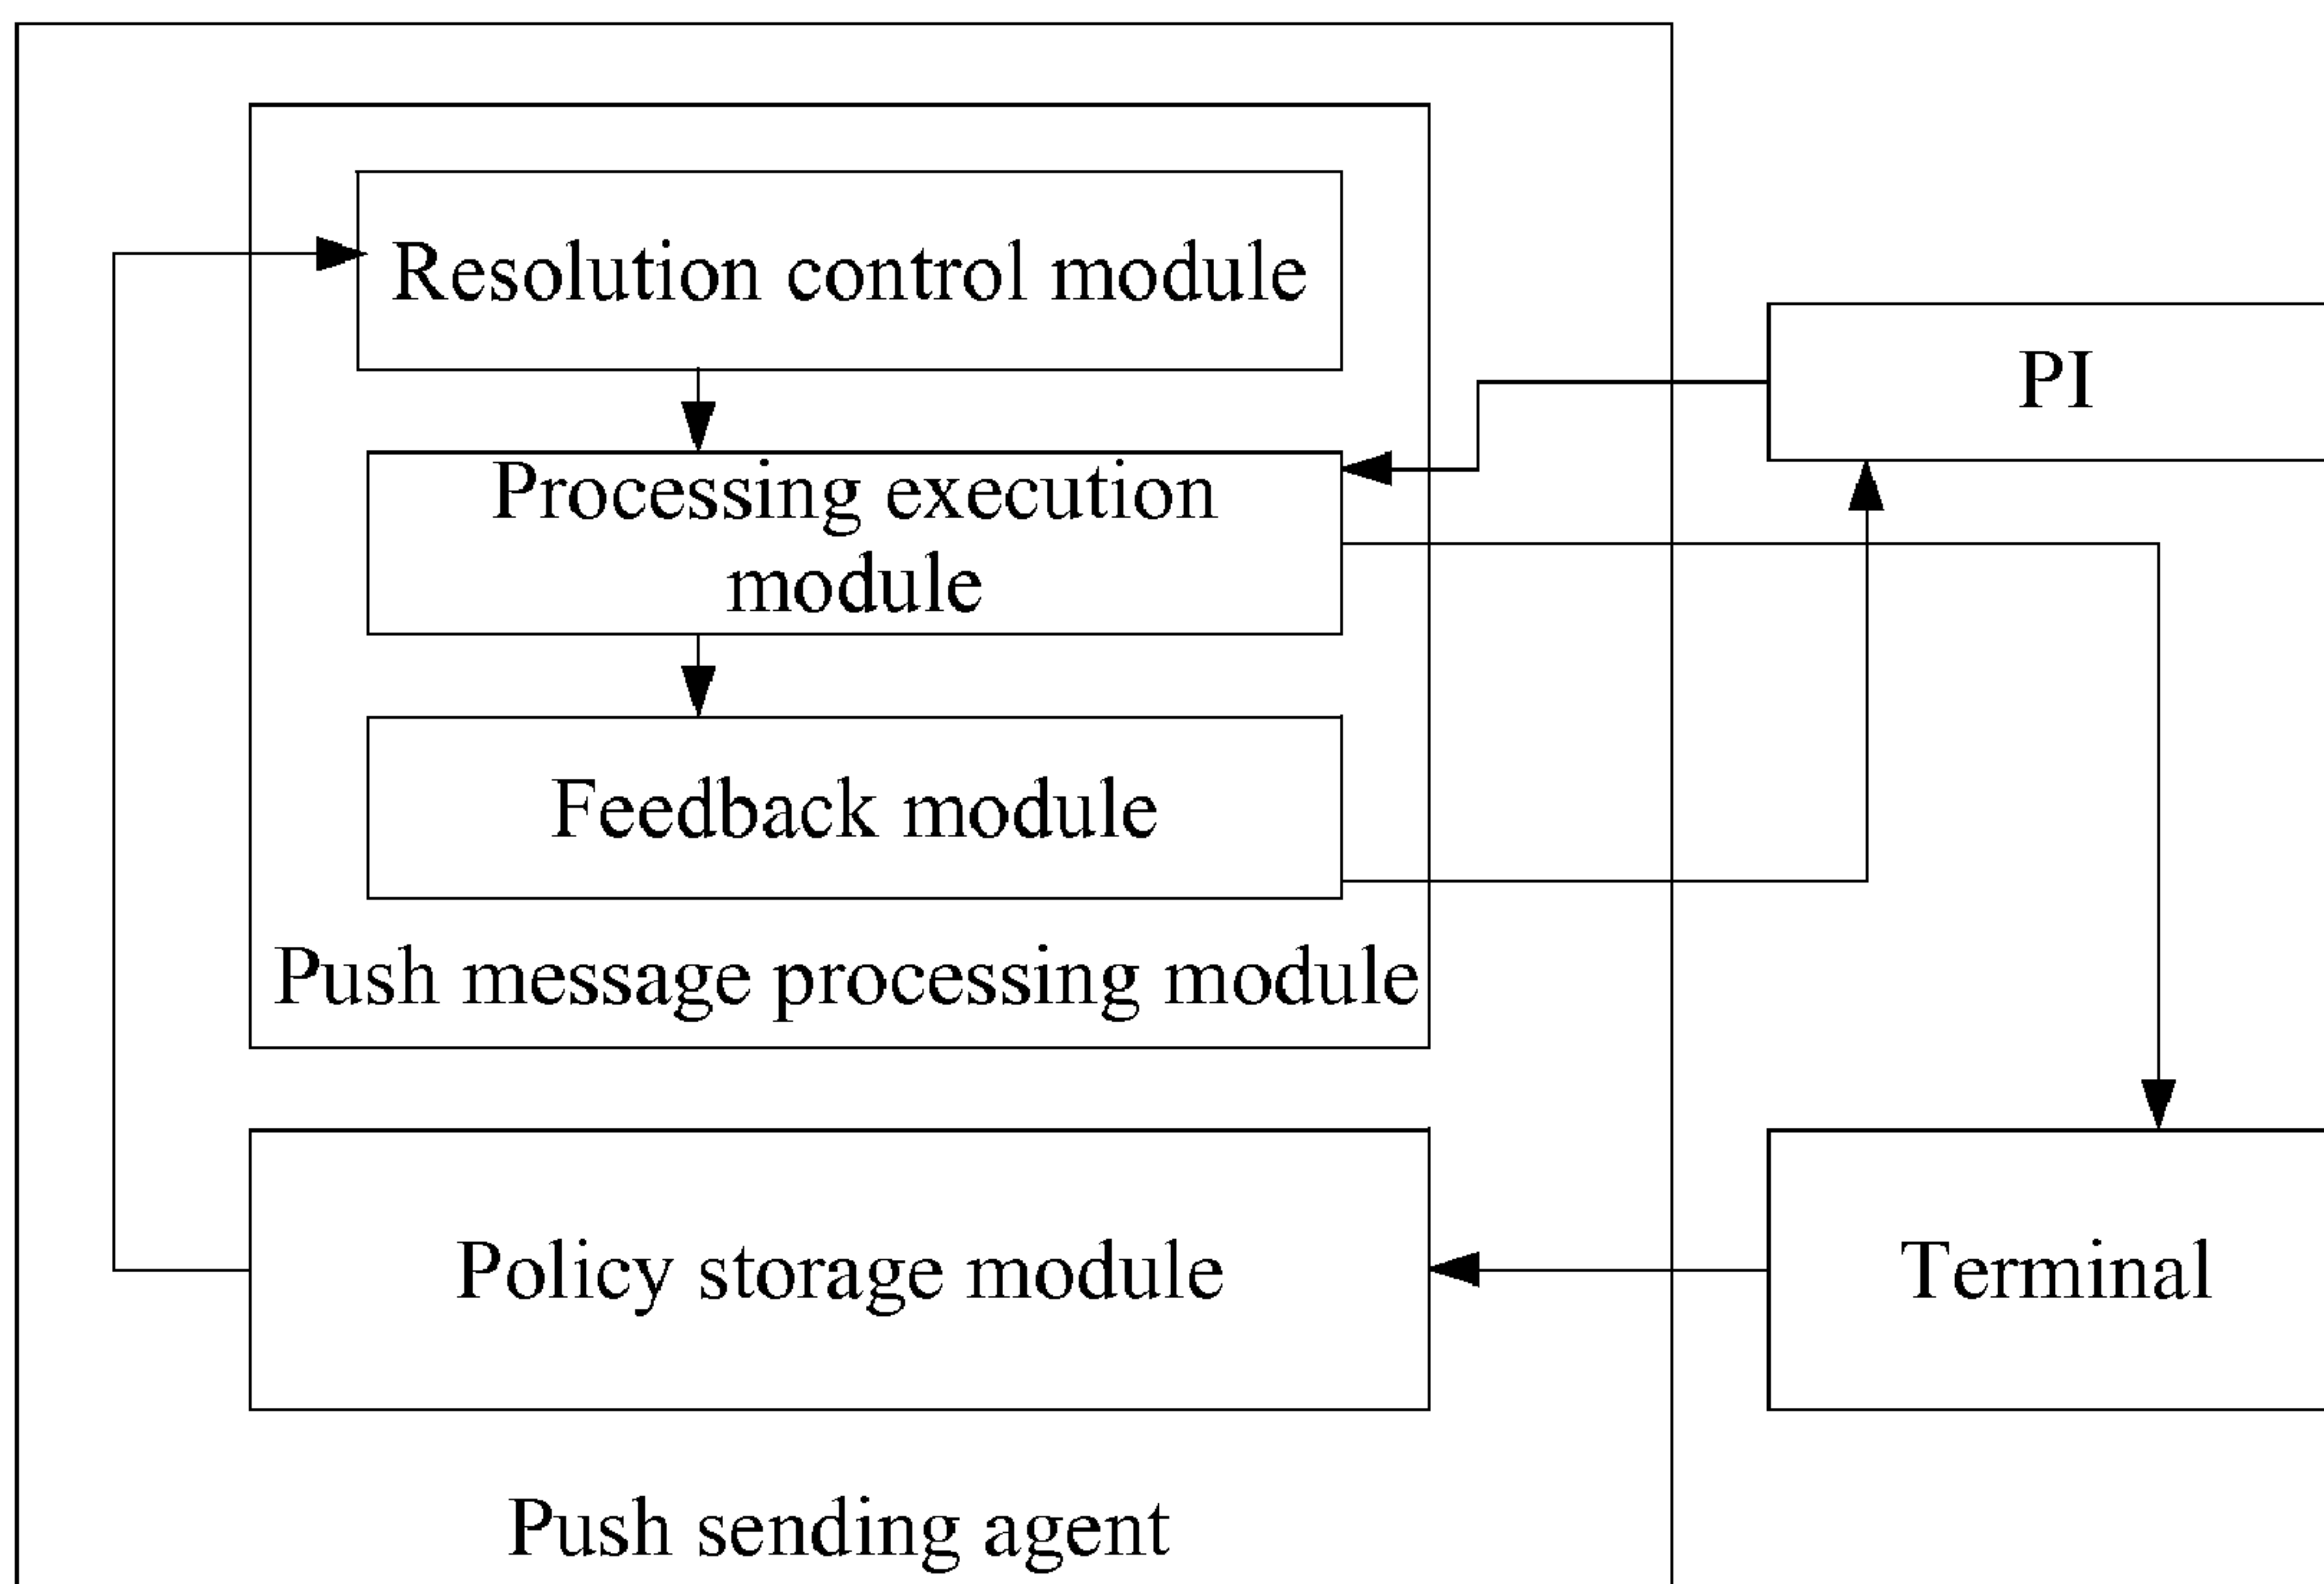 Resolution control module
PI
Processing execution
module
Feedback module
Push message processing module
Policy storage module
Terminal
Push sending agent